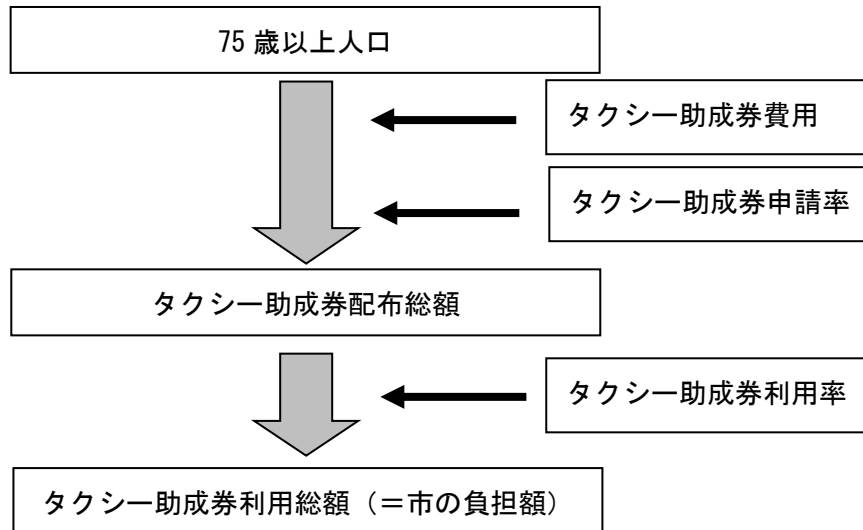 75 歳以上人口
タクシー助成券費用
タクシー助成券申請率
タクシー助成券配布総額
タクシー助成券利用率
タクシー助成券利用総額（＝市の負担額）